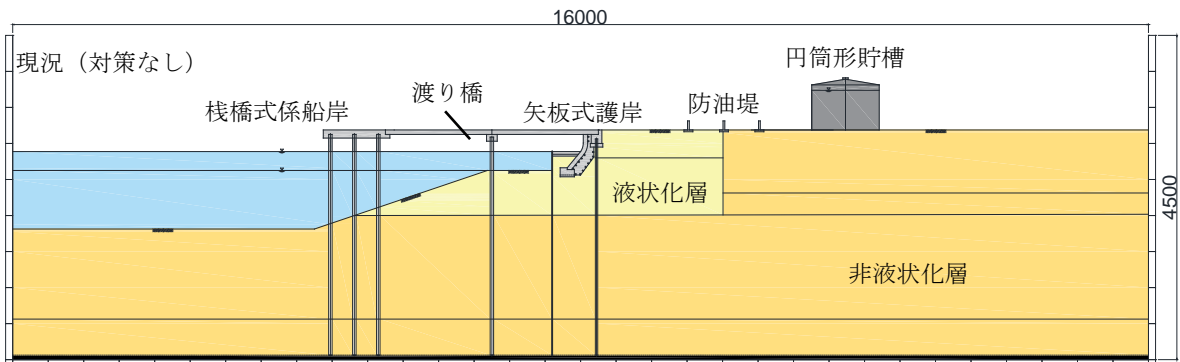 16000
現況（対策なし）
円筒形貯槽
渡り橋
防油堤
桟橋式係船岸
矢板式護岸
液状化層
4500
非液状化層